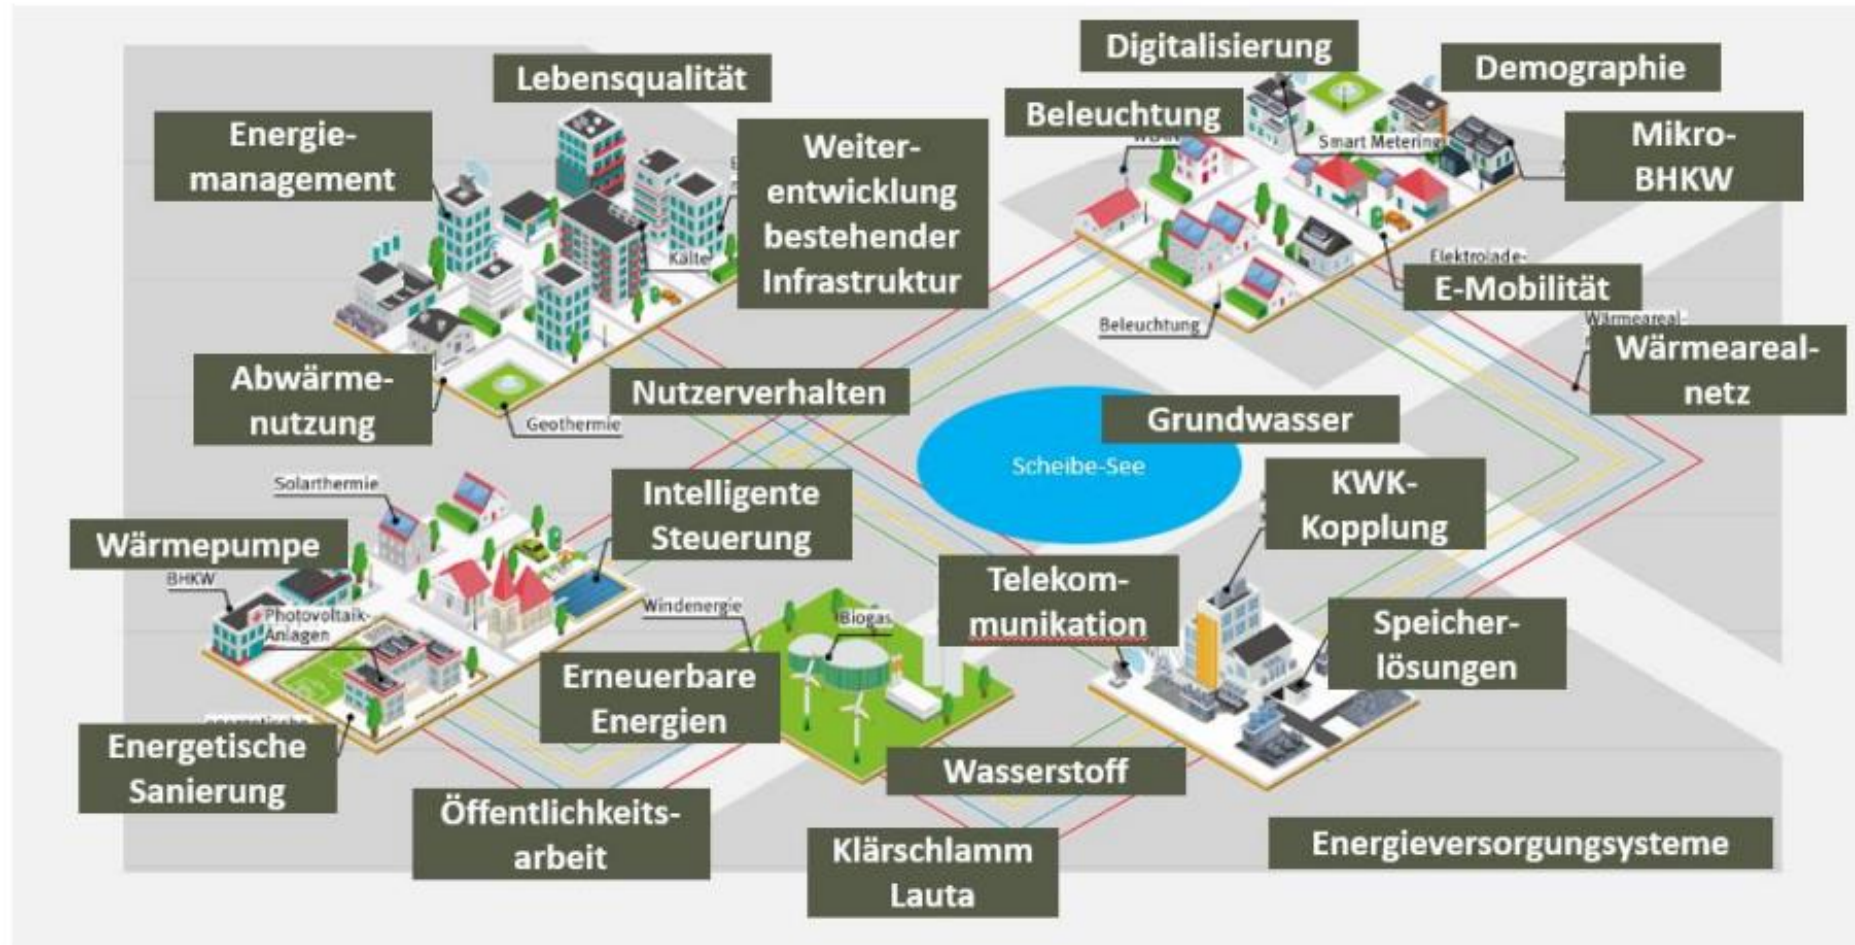 Digitalisierung
Lebensqualität
Demographie
Beleuchtung
Energie-
management
Weiter-
entwicklung
bestehender
Infrastruktur
Smart Metering
Mikro-
BHKW
Kälte
Elektrolade-
E-Mobilität
Beleuchtung
Wärmeareal-
Wärmeareal-
netz
Abwärme-
nutzung
Nutzerverhalten
Geothermie
Grundwasser
Scheibe-See
Solarthermie
Intelligente
Steuerung
KWK-
Kopplung
Wärmepumpe
BHKW
Photovoltaik-
Anlagen
Windenergie
Biogas
Telekom-
munikation
Speicher-
lösungen
Erneuerbare
Energien
Energetische
Sanierung
Wasserstoff
Öffentlichkeits-
arbeit
Klärschlamm
Lauta
Energieversorgungsysteme